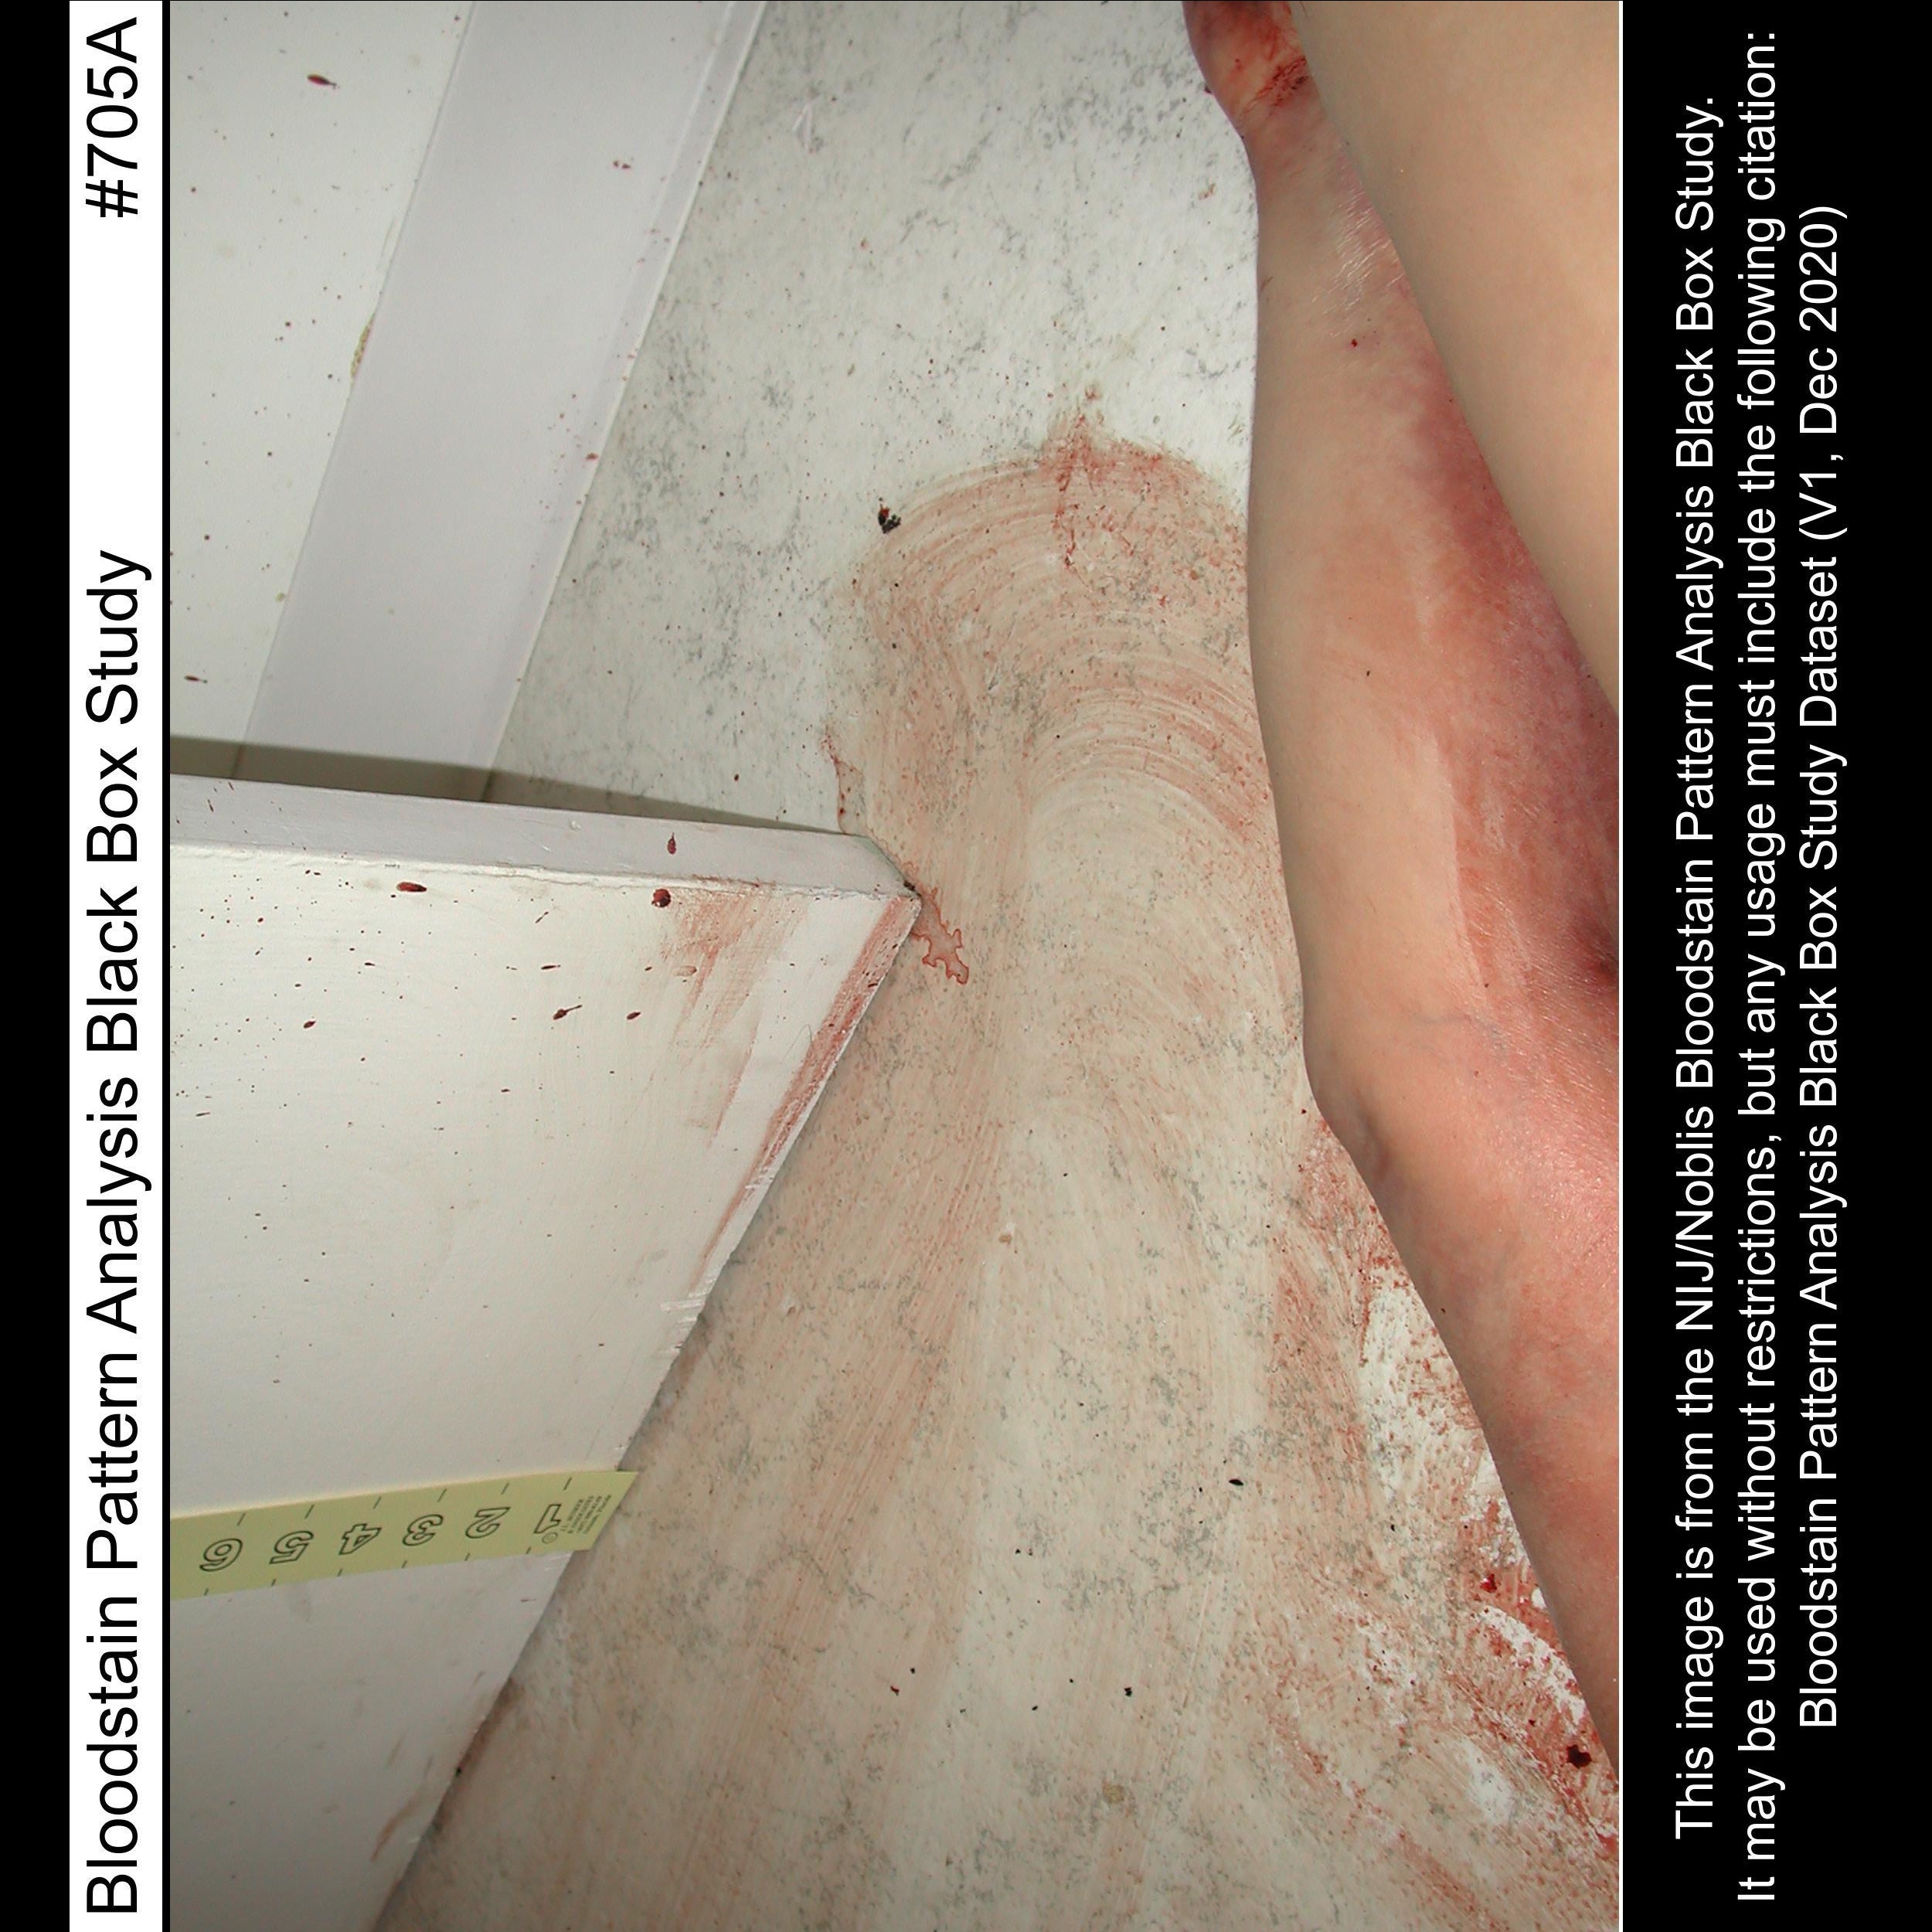 Bloodstain Pattern Analysis Black Box Study #705A
1
2
3
4
5
6
This image is from the NIJ/Noblis Bloodstain Pattern Analysis Black Box Study.
It may be used without restrictions, but any usage must include the following citation:
Bloodstain Pattern Analysis Black Box Study Dataset (V1, Dec 2020)